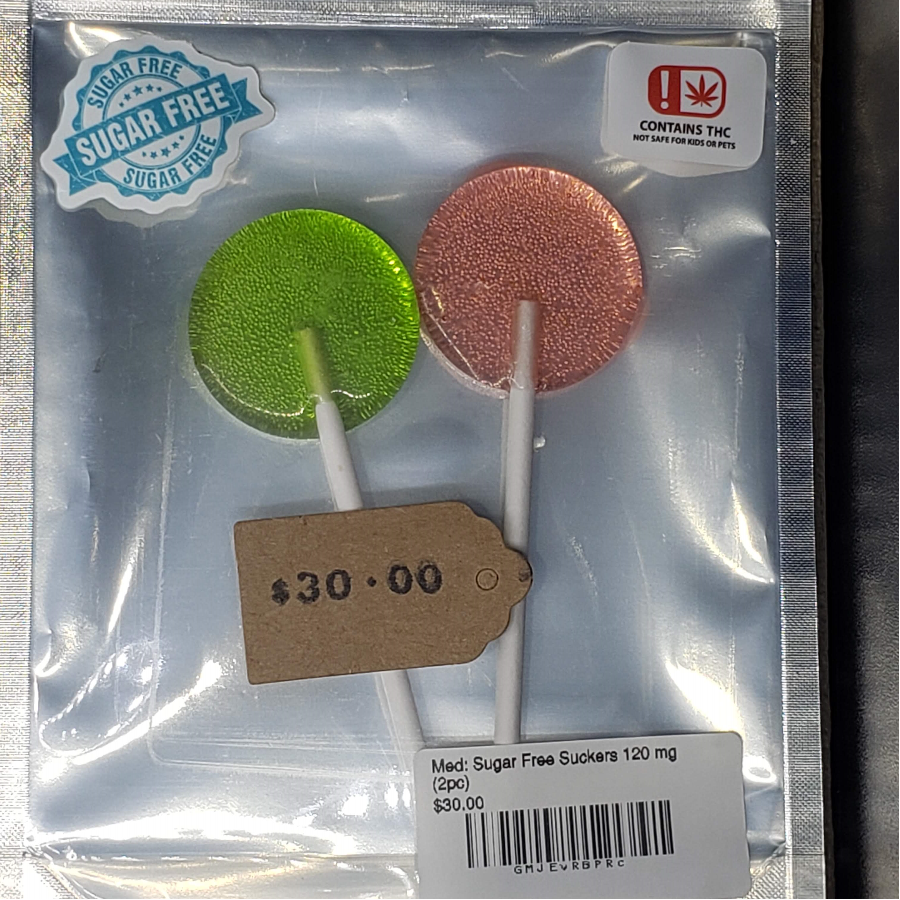 SUGAR FREE
SUGAR FREE
SUGAR FREE
!
CONTAINS THC
NOT SAFE FOR KIDS OR PETS
$30.00
Med: Sugar Free Suckers 120 mg
(2pc)
$30.00